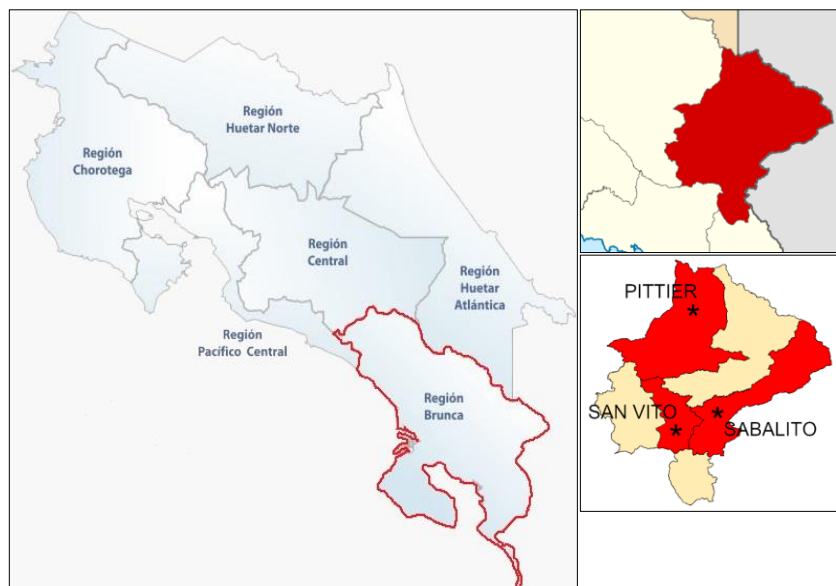 Región
Huetar Norte
Región
Chorotega
Región
Central
Región
Huetar
Atlántica
Región
Pacífico Central
Región
Brunca
PITTIER
*
SAN VITO
*
*
SABALITO